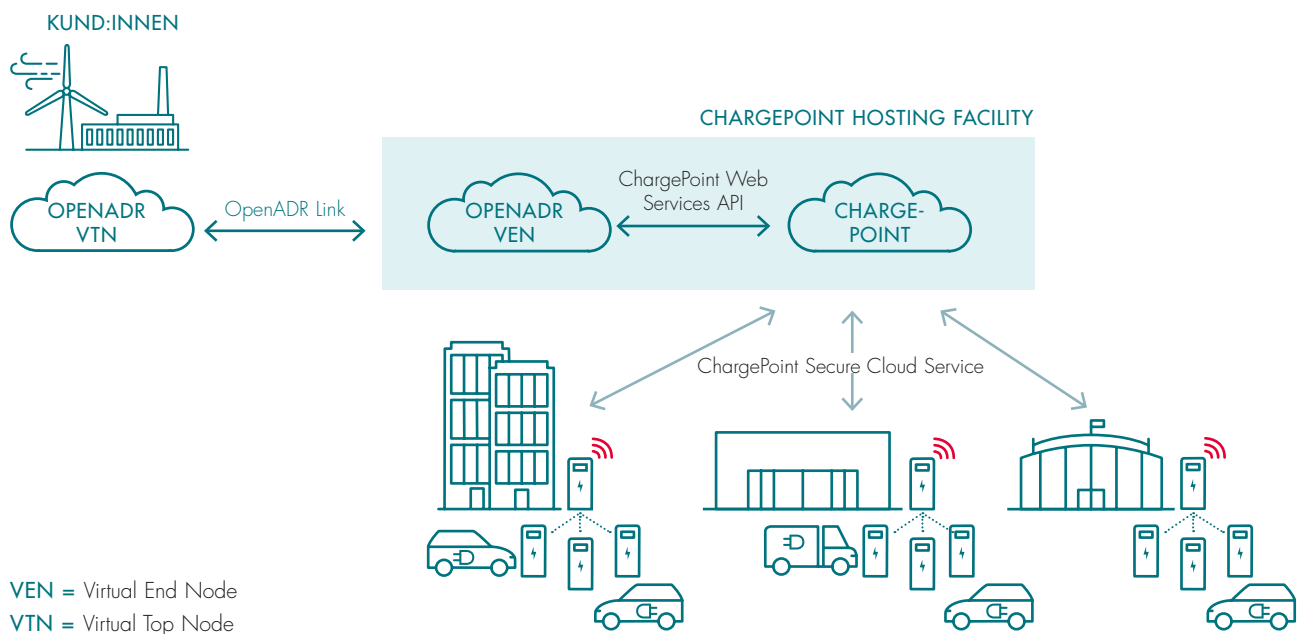 KUND:INNEN
CHARGEPOINT HOSTING FACILITY
OPENADR
VTN
OpenADR Link
OPENADR
VEN
ChargePoint Web
Services API
CHARGE-
POINT
ChargePoint Secure Cloud Service
VEN = Virtual End Node
VTN = Virtual Top Node